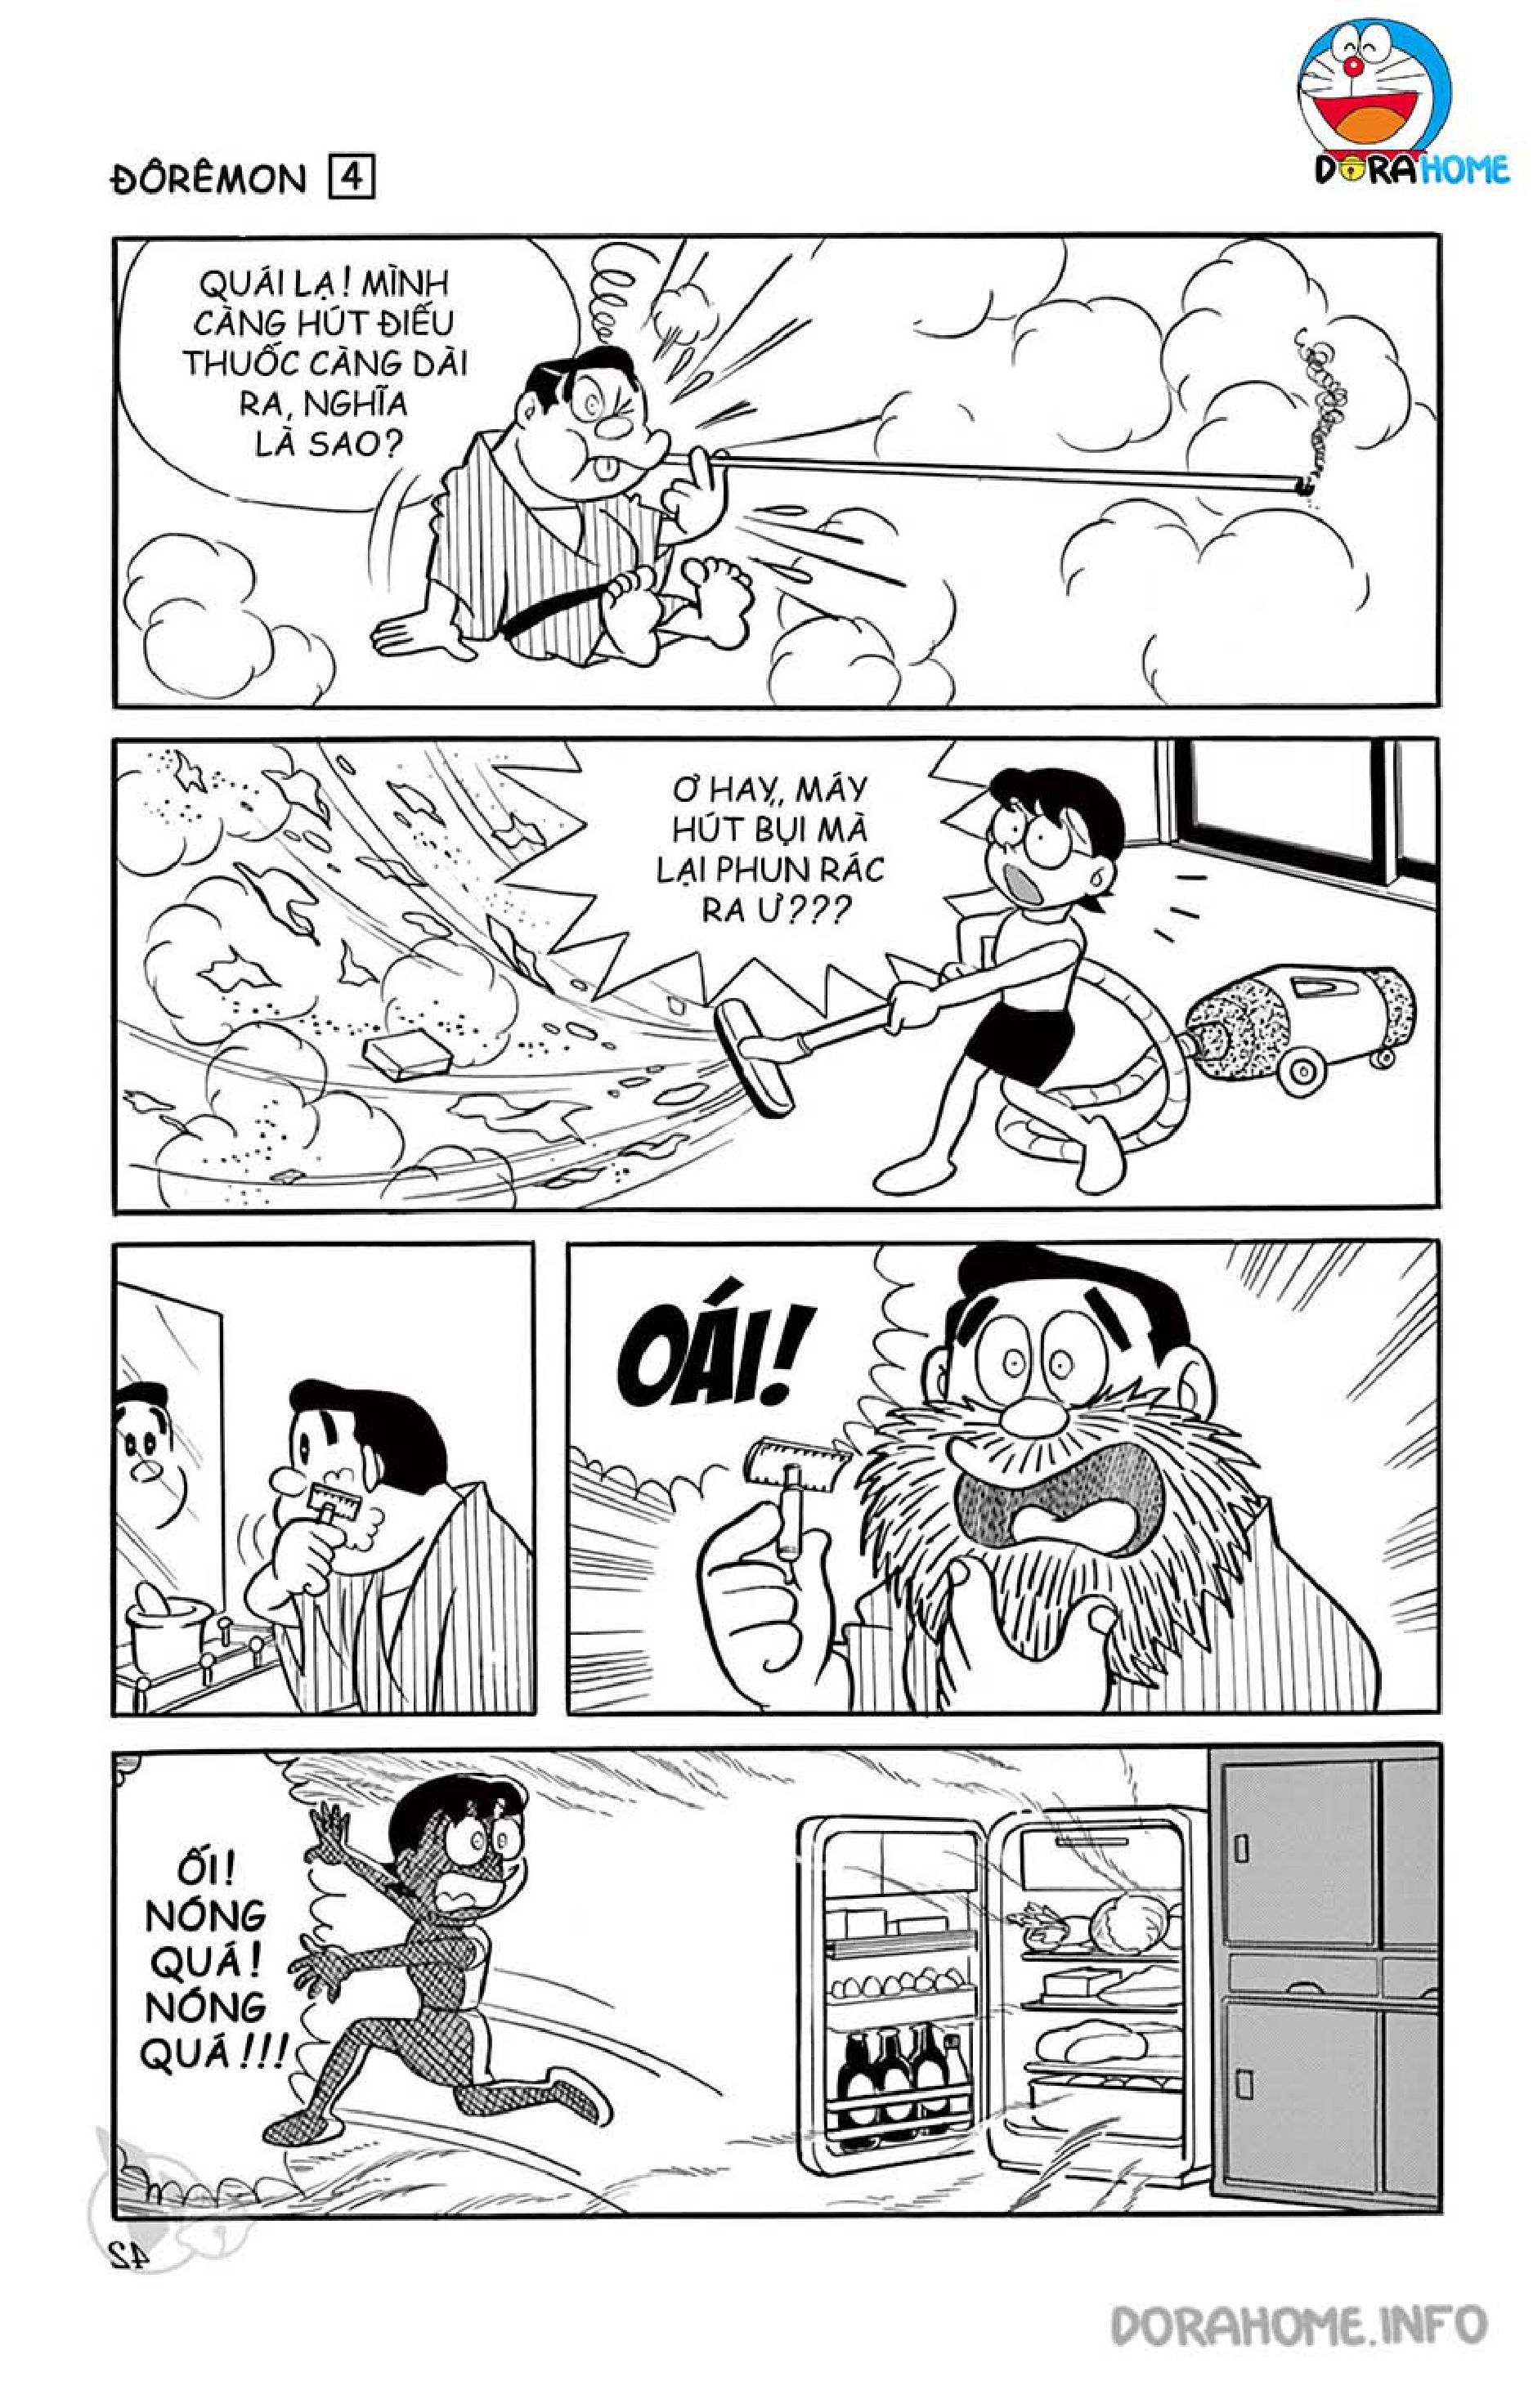 DORAHOME
ĐÔRÊMON 4
QUÁI LẠ! MÌNH
CÀNG HÚT ĐIẾU
THUỐC CÀNG DÀI
RA, NGHĨA
LÀ SAO?
Ơ HAY,, MÁY
HÚT BỤI MÀ
LẠI PHUN RÁC
RA Ư???
OÁI!
ỐI!
NÓNG
QUÁ!
NÓNG
QUÁ!!!
42
DORAHOME.INFO